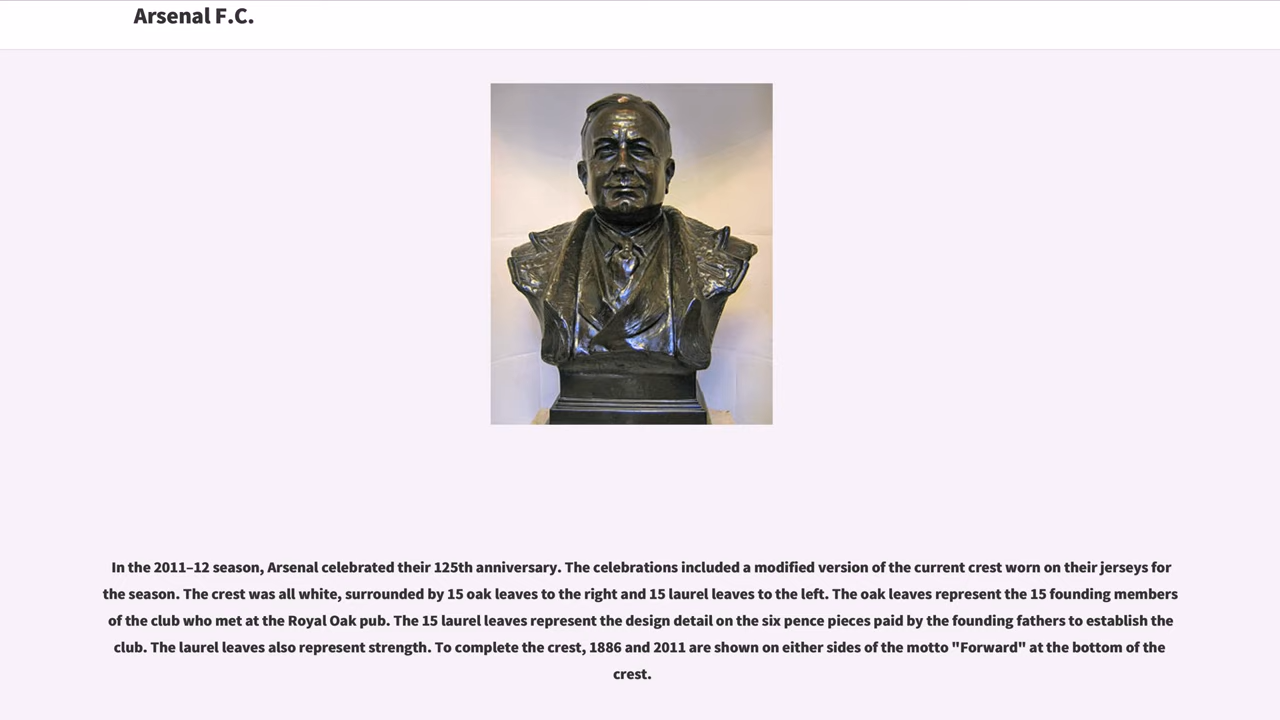 Arsenal F.C.
In the 2011–12 season, Arsenal celebrated their 125th anniversary. The celebrations included a modified version of the current crest worn on their jerseys for
the season. The crest was all white, surrounded by 15 oak leaves to the right and 15 laurel leaves to the left. The oak leaves represent the 15 founding members
of the club who met at the Royal Oak pub. The 15 laurel leaves represent the design detail on the six pence pieces paid by the founding fathers to establish the
club. The laurel leaves also represent strength. To complete the crest, 1886 and 2011 are shown on either sides of the motto "Forward" at the bottom of the
crest.